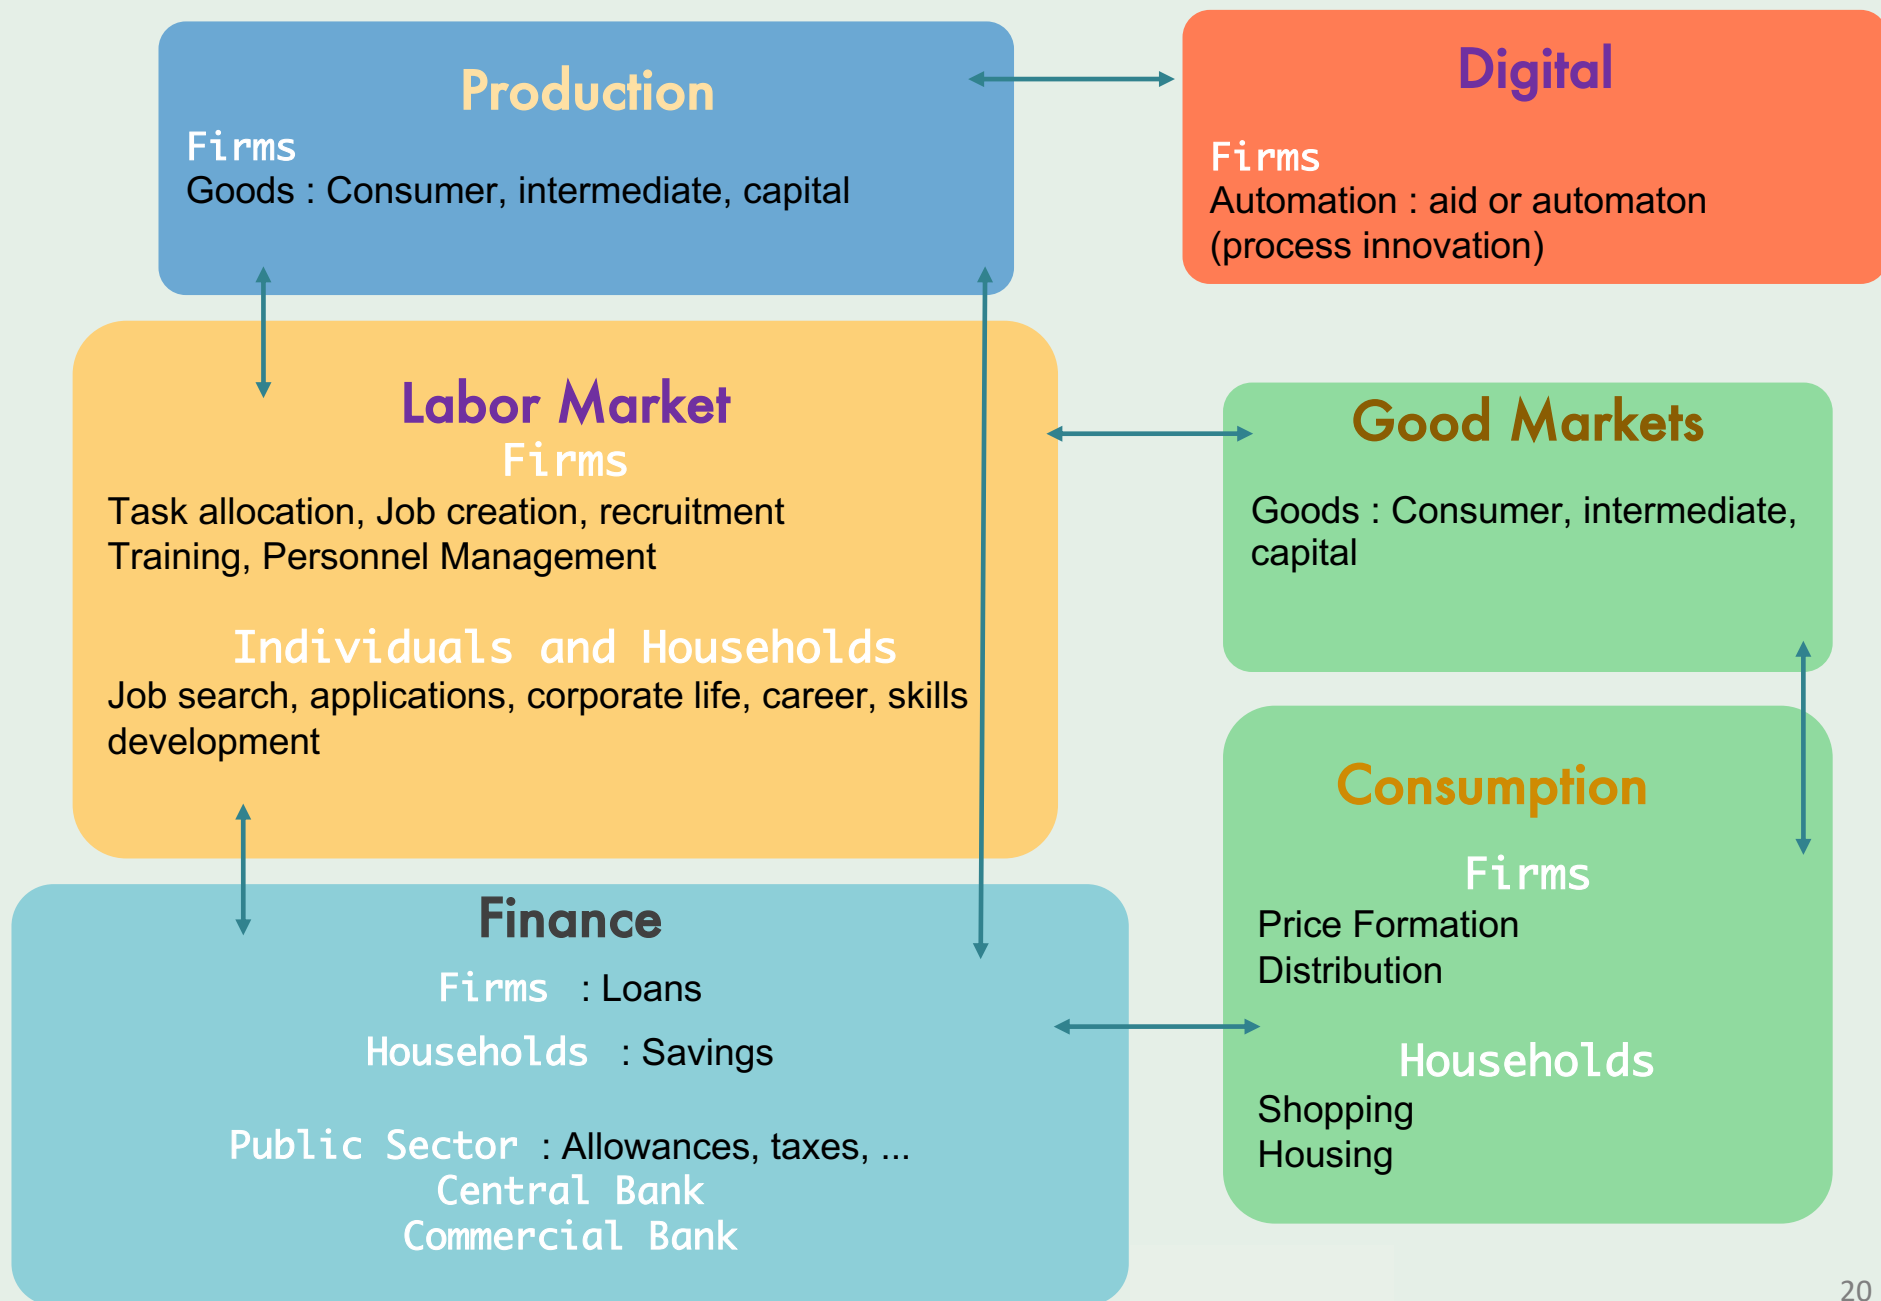 Production
Firms
Goods : Consumer, intermediate, capital
Digital
Firms
Automation : aid or automaton
(process innovation)
Labor Market
Firms
Task allocation, Job creation, recruitment
Training, Personnel Management
Individuals and Households
Job search, applications, corporate life, career, skills
development
Good Markets
Goods : Consumer, intermediate,
capital
Consumption
Firms
Price Formation
Distribution
Households
Shopping
Housing
Finance
Firms : Loans
Households : Savings
Public Sector : Allowances, taxes, ...
Central Bank
Commercial Bank
20